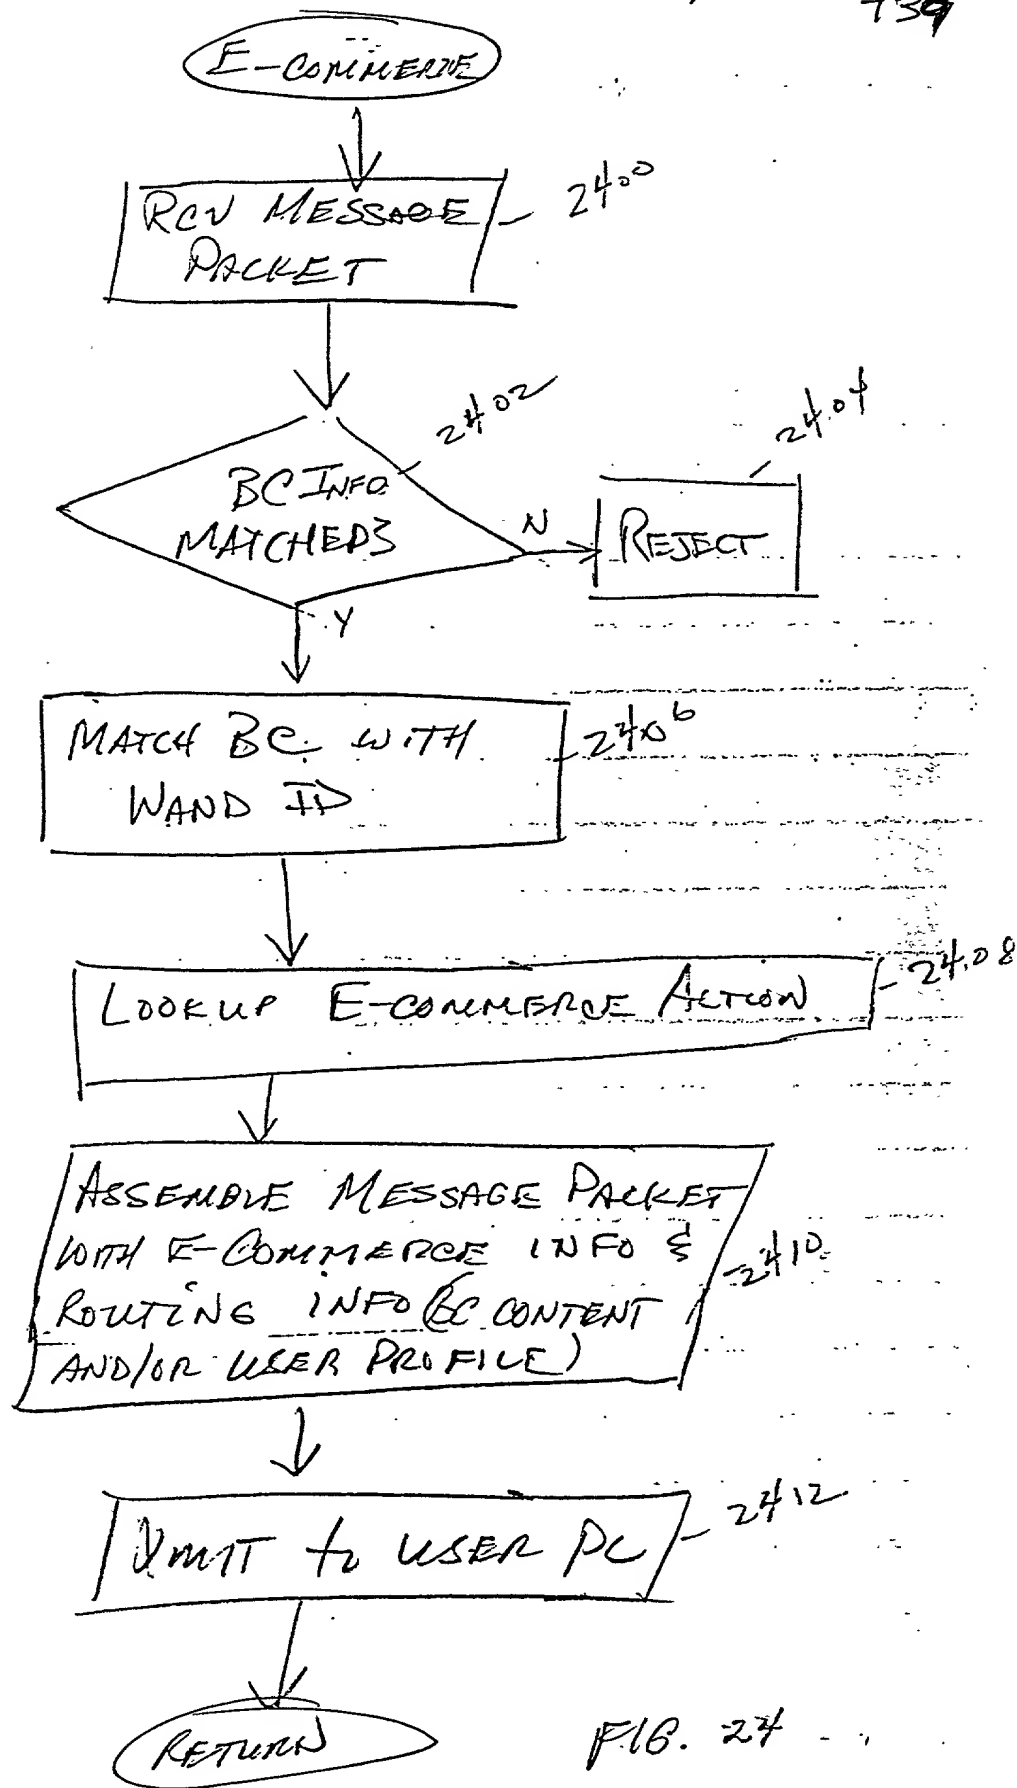 739
E-COMMERCE
RCV MESSAGE
PACKET
2400
2402
2404
BC INFO
MATCHED?
N
REJECT
Y
MATCH BC WITH
WAND ID
2406
LOOKUP E-COMMERCE ACTION
2408
ASSEMBLE MESSAGE PACKET
WITH E-COMMERCE INFO &
ROUTING INFO (BC CONTENT
AND/OR USER PROFILE)
2410
XMIT to USER PC
2412
RETURN
FIG. 24